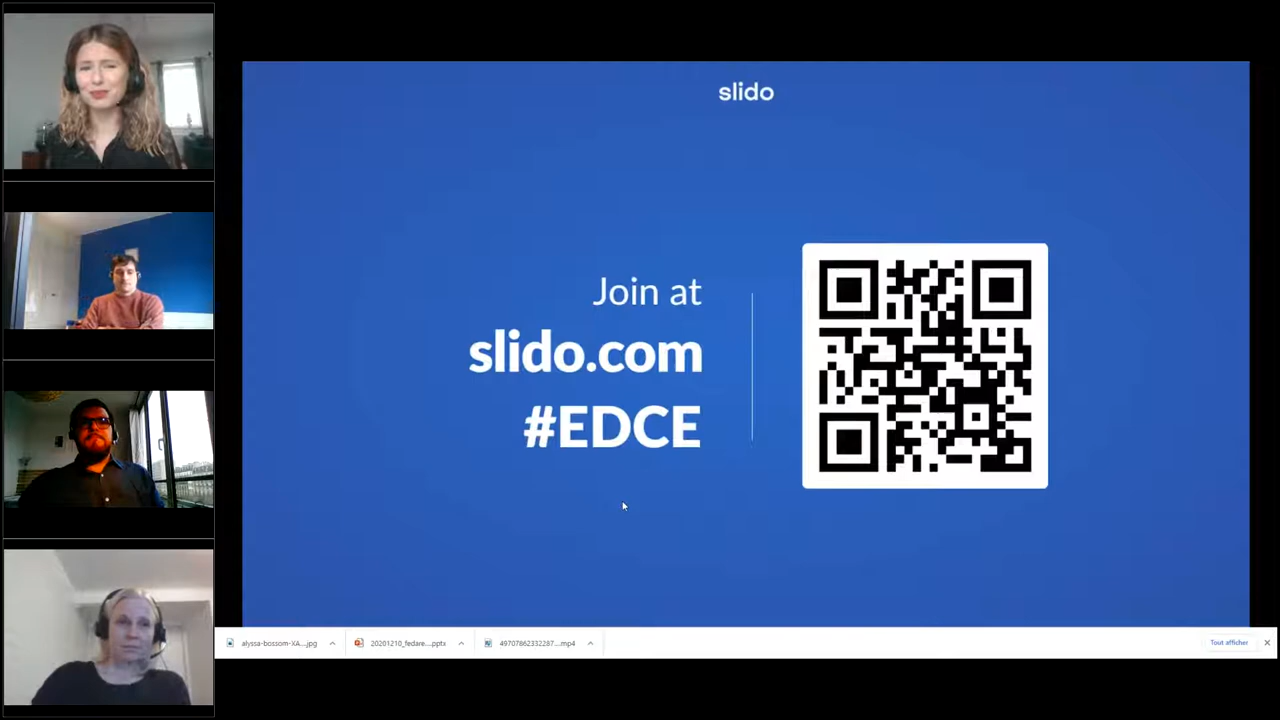 slido
Join at
slido.com
#EDCE
alyssa-bossom-XA....jpg
20201210_fedare....pptx
49707862332287....mp4
Tout afficher